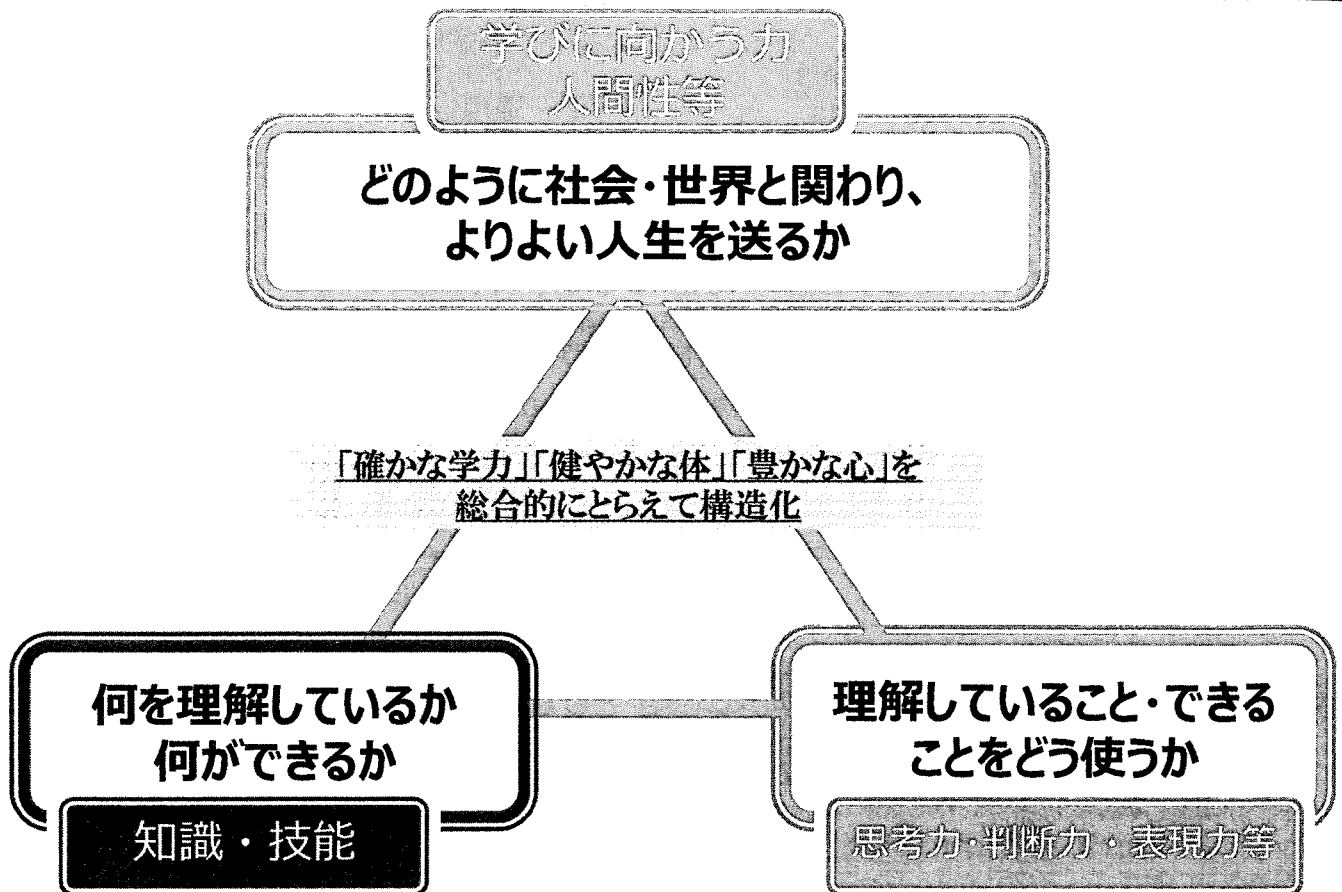 学びに向かう力
人間性等
どのように社会・世界と関わり、
よりよい人生を送るか
「確かな学力」「健やかな体」「豊かな心」を
総合的にとらえて構造化
何を理解しているか
何ができるか
知識・技能
理解していること・できる
ことをどう使うか
思考力・判断力・表現力等